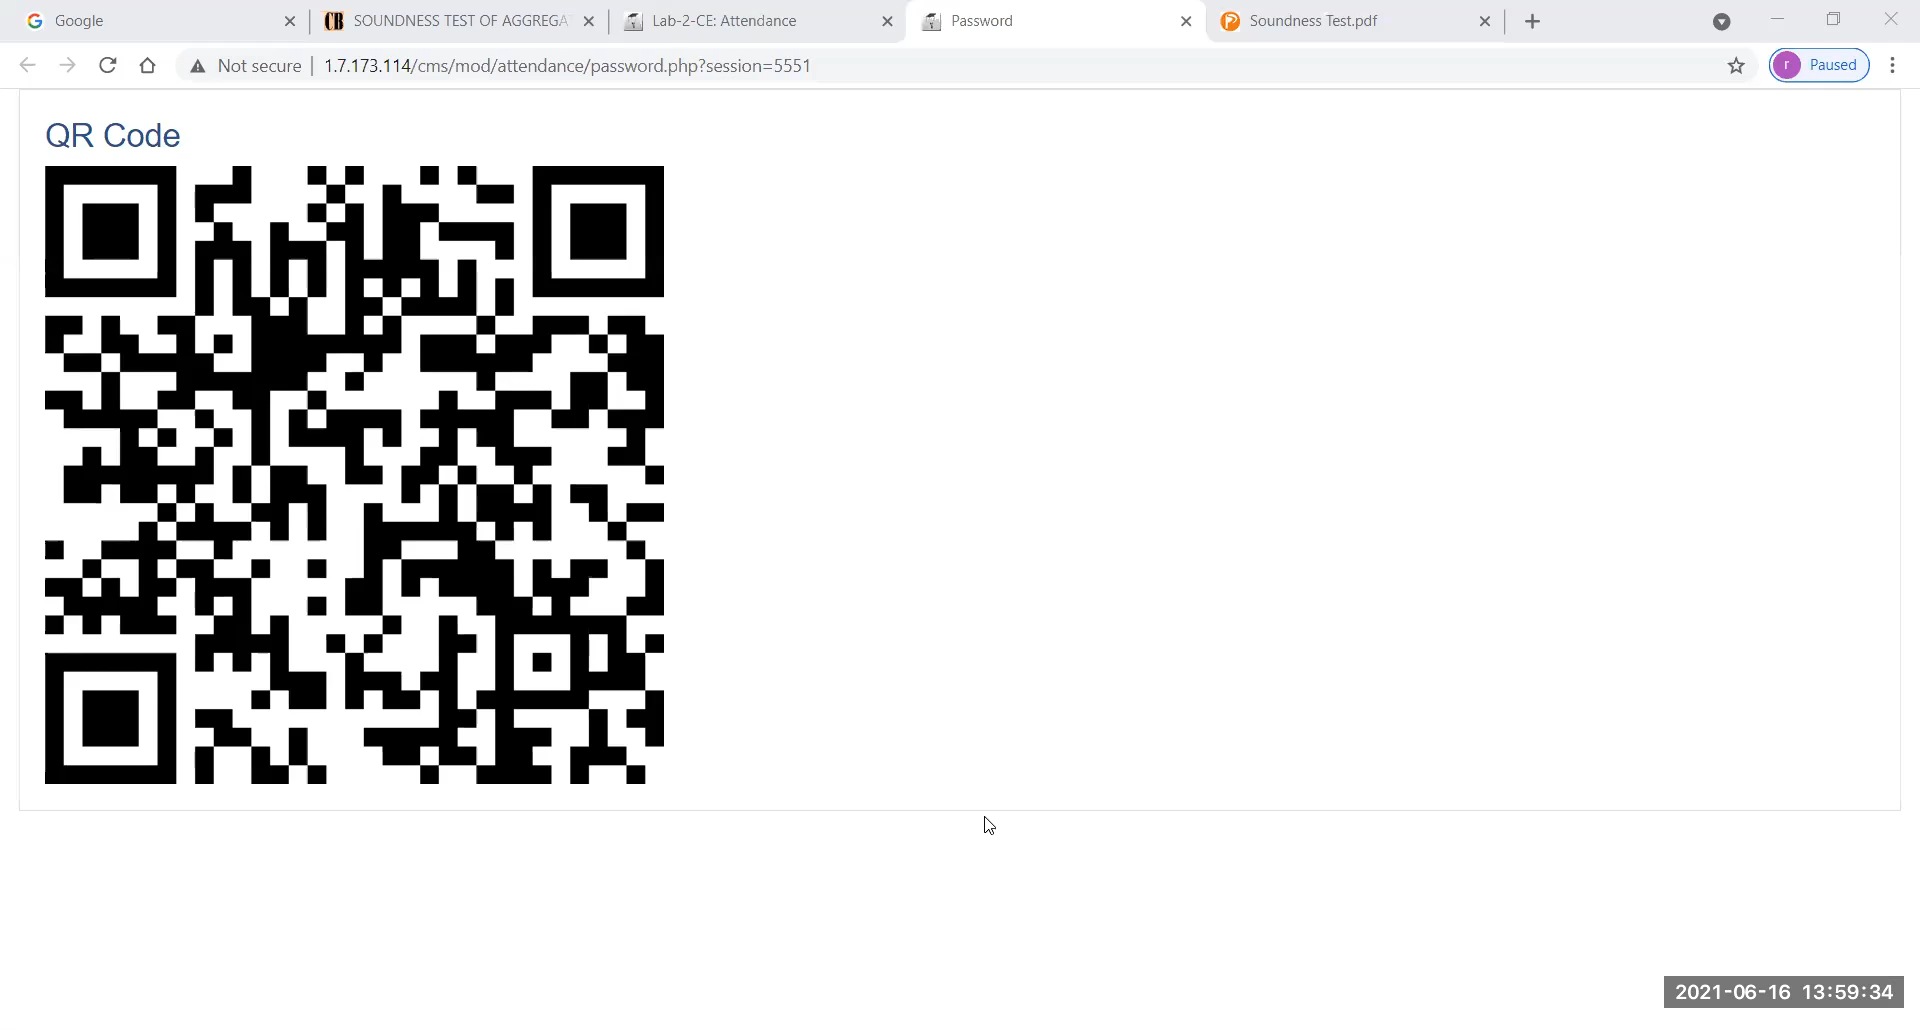 Google
SOUNDNESS TEST OF AGGREGA
Lab-2-CE: Attendance
Password
Soundness Test.pdf
Not secure
1.7.173.114/cms/mod/attendance/password.php?session=5551
r
Paused
QR Code
2021-06-16 13:59:34